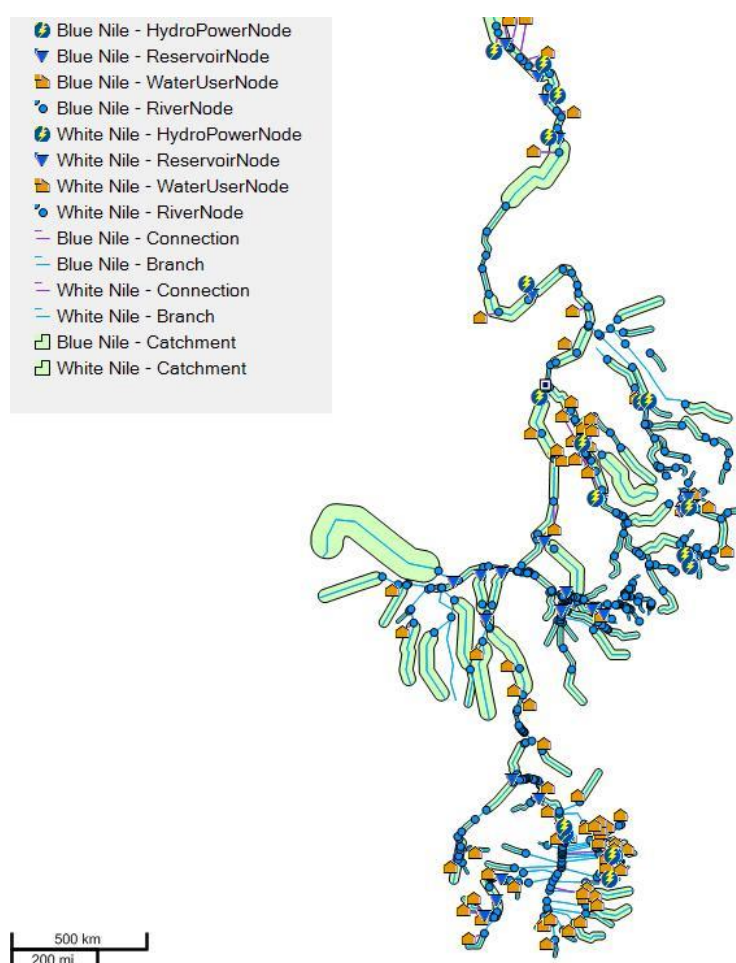 Blue Nile - HydroPowerNode
Blue Nile - ReservoirNode
Blue Nile - WaterUserNode
Blue Nile - RiverNode
White Nile - HydroPowerNode
White Nile - ReservoirNode
White Nile - WaterUserNode
White Nile - RiverNode
Blue Nile - Connection
Blue Nile - Branch
White Nile - Connection
White Nile - Branch
Blue Nile - Catchment
White Nile - Catchment
500 km
200 mi